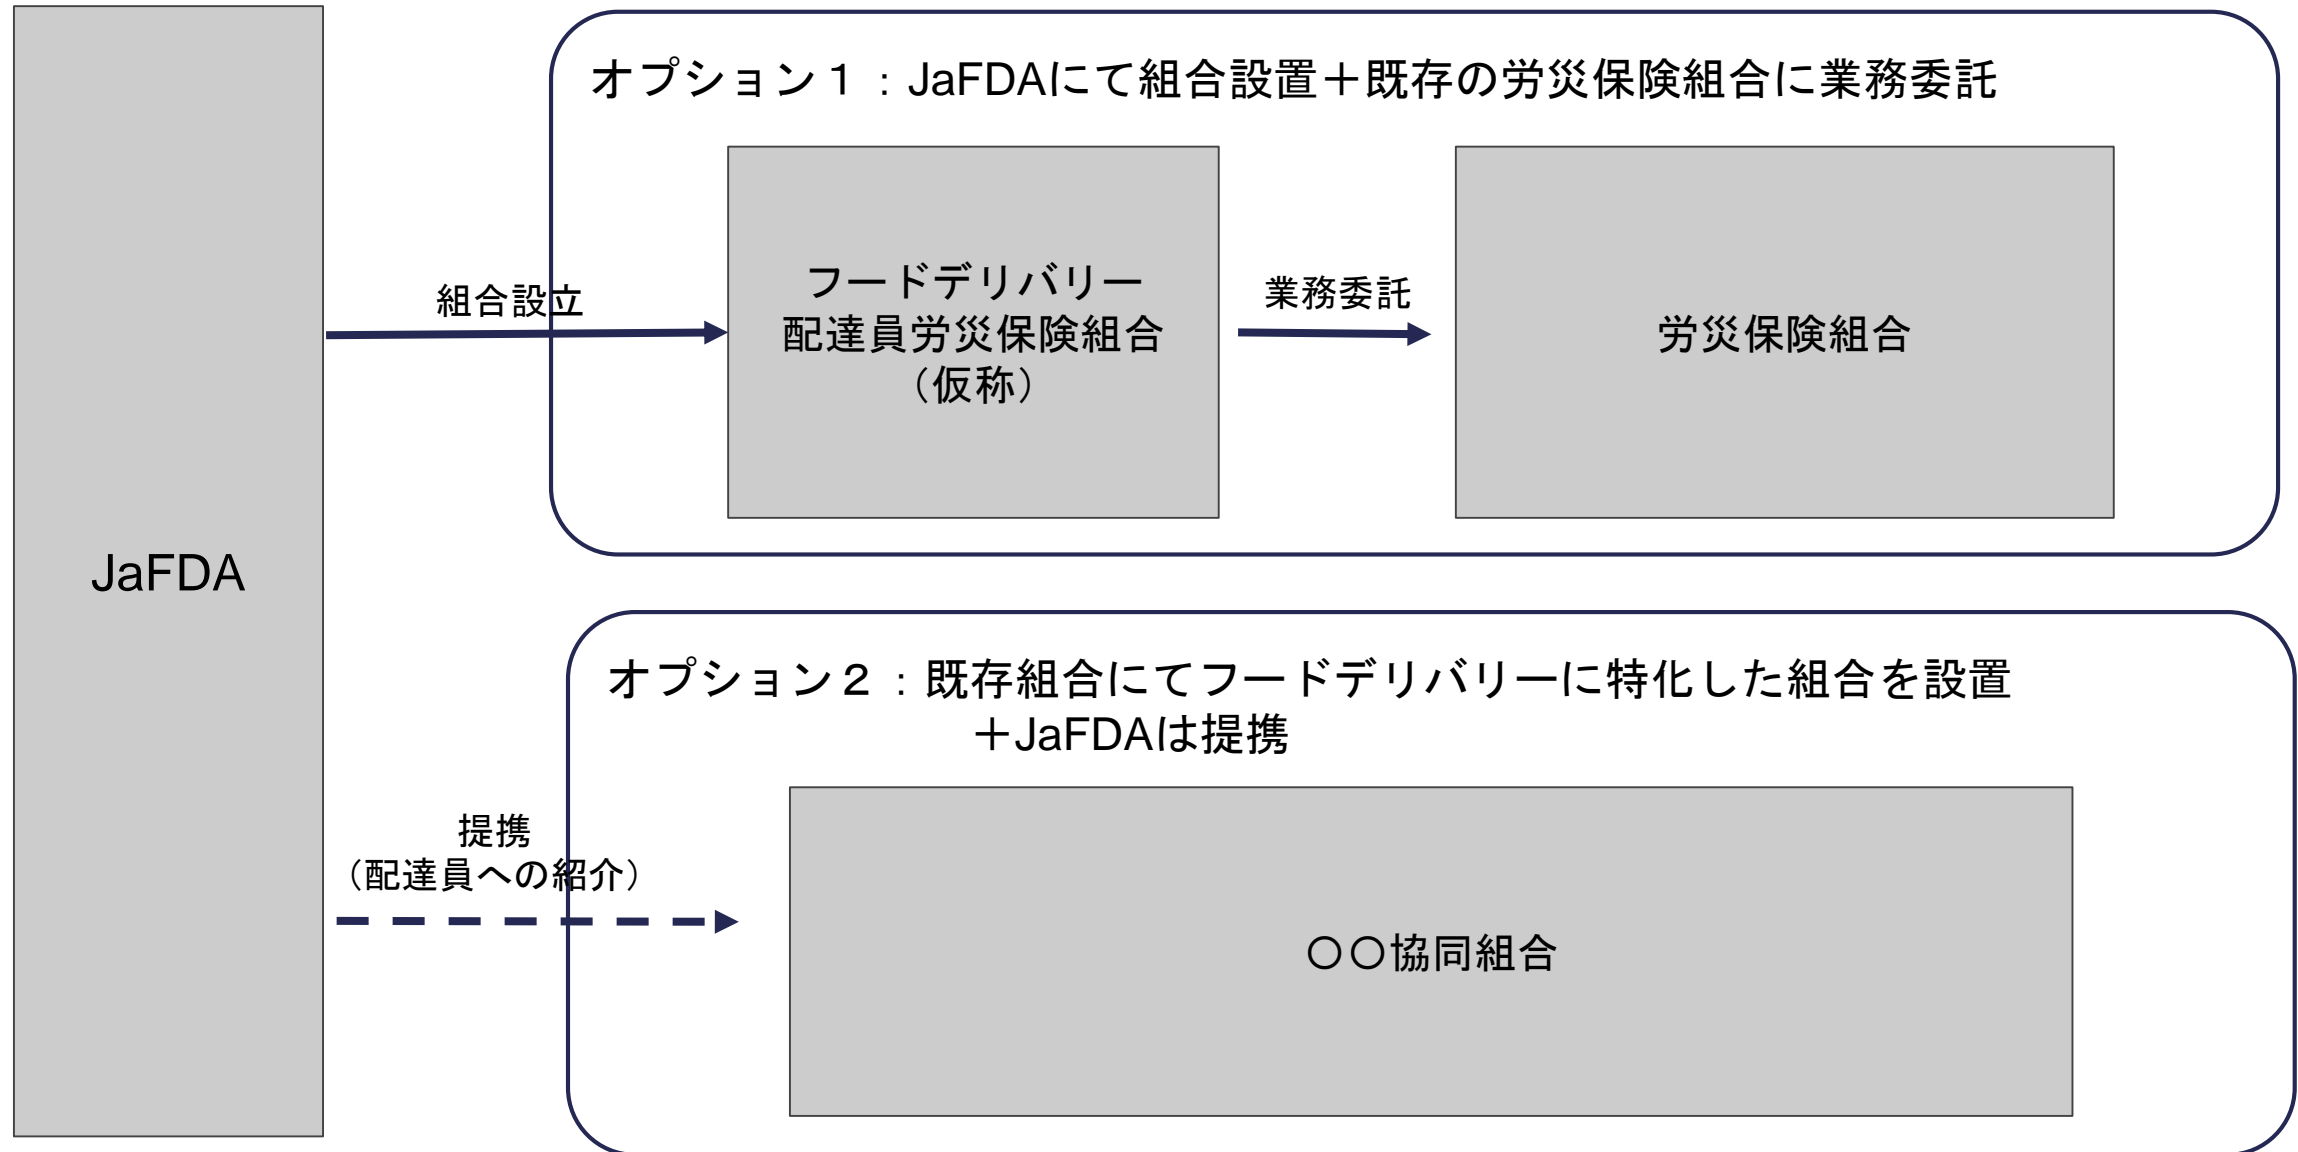 JaFDA
オプション１：JaFDAにて組合設置＋既存の労災保険組合に業務委託
組合設立
フードデリバリー
配達員労災保険組合
（仮称）
業務委託
労災保険組合
オプション２：既存組合にてフードデリバリーに特化した組合を設置
＋JaFDAは提携
提携
（配達員への紹介）
〇〇協同組合